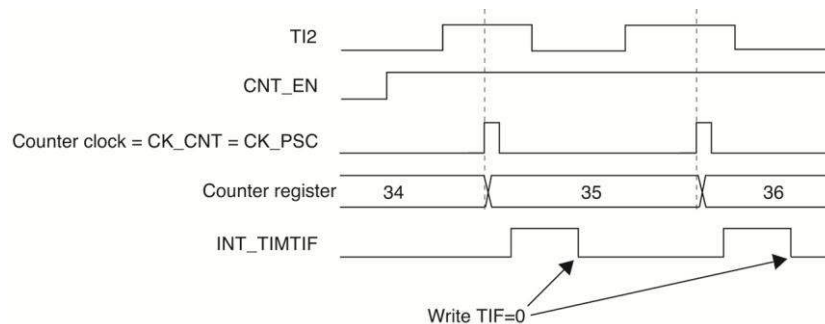 TI2
CNT_EN
Counter clock = CK_CNT = CK_PSC
Counter register 34 35 36
INT_TIMTIF
Write TIF=0